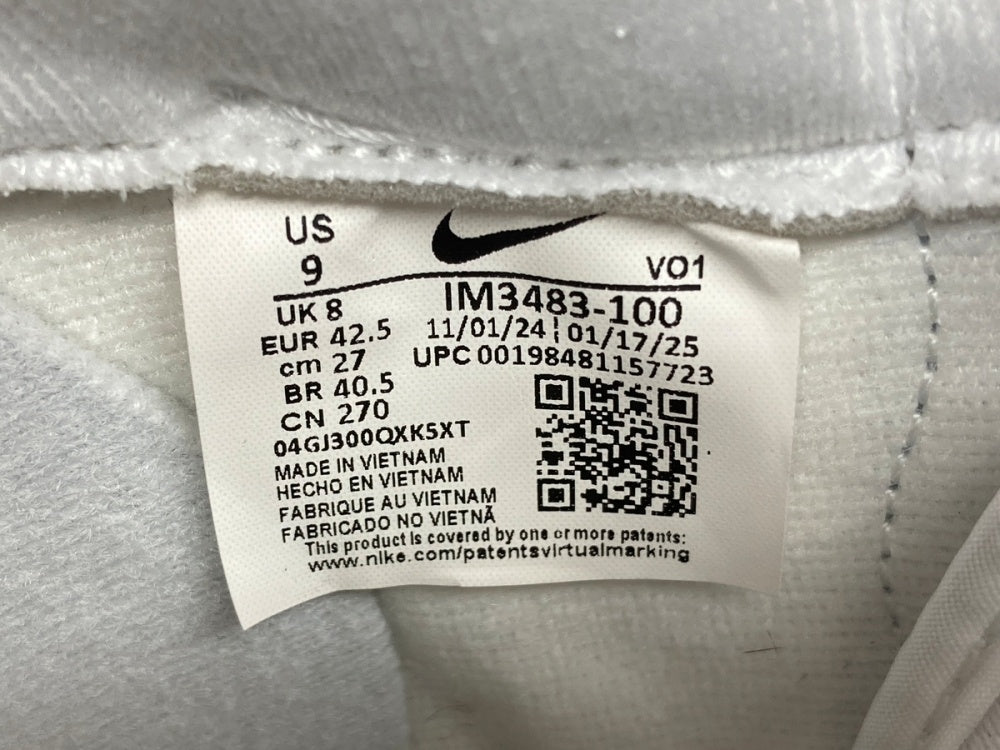 US
9
VO1
UK 8
EUR 42.5
cm 27
BR 40.5
CN 270
IM3483-100
11/01/24 | 01/17/25
UPC 00198481157723
04GJ300QXK5XT
MADE IN VIETNAM
HECHO EN VIETNAM
FABRIQUE AU VIETNAM
FABRICADO NO VIETNÃ
This product is covered by one or more patents:
www.nike.com/patentsvirtualmarking